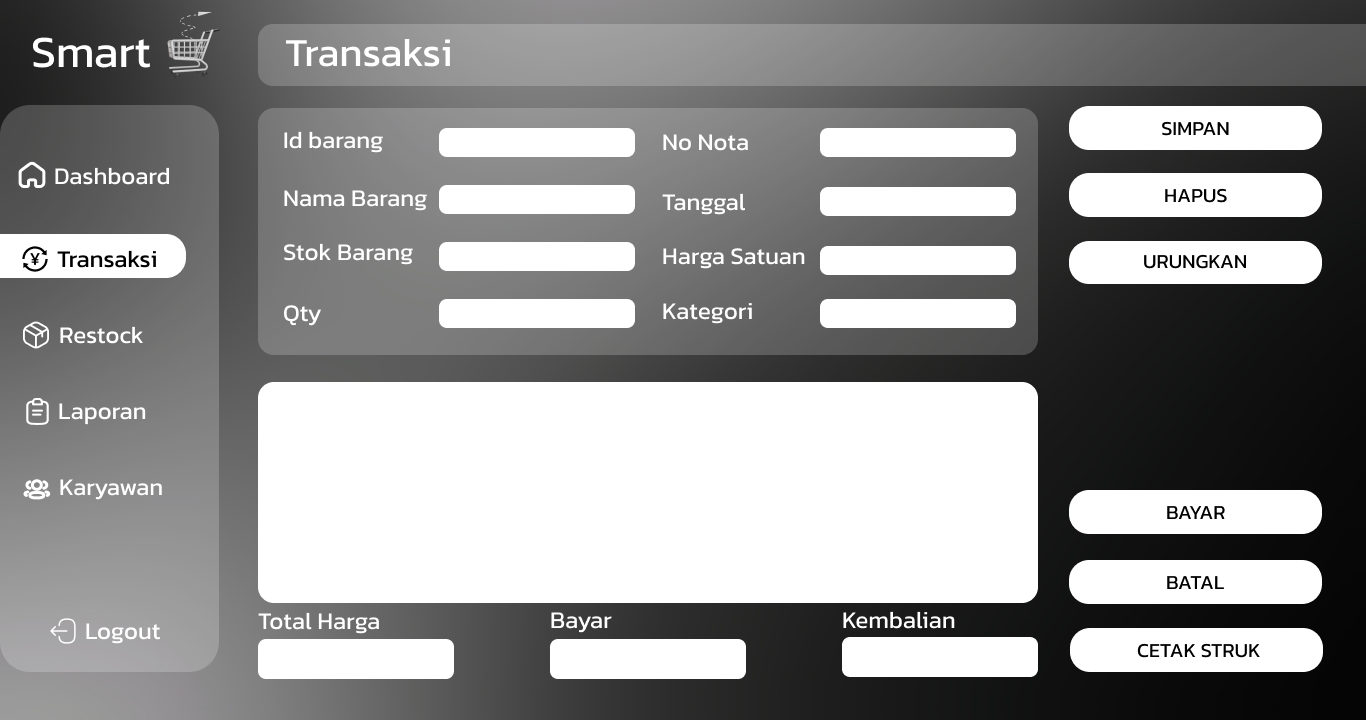 Smart
Transaksi
Dashboard
Transaksi
Restock
Laporan
Karyawan
Logout
Id barang
No Nota
Nama Barang
Tanggal
Stok Barang
Harga Satuan
Qty
Kategori
SIMPAN
HAPUS
URUNGKAN
BAYAR
BATAL
CETAK STRUK
Total Harga
Bayar
Kembalian